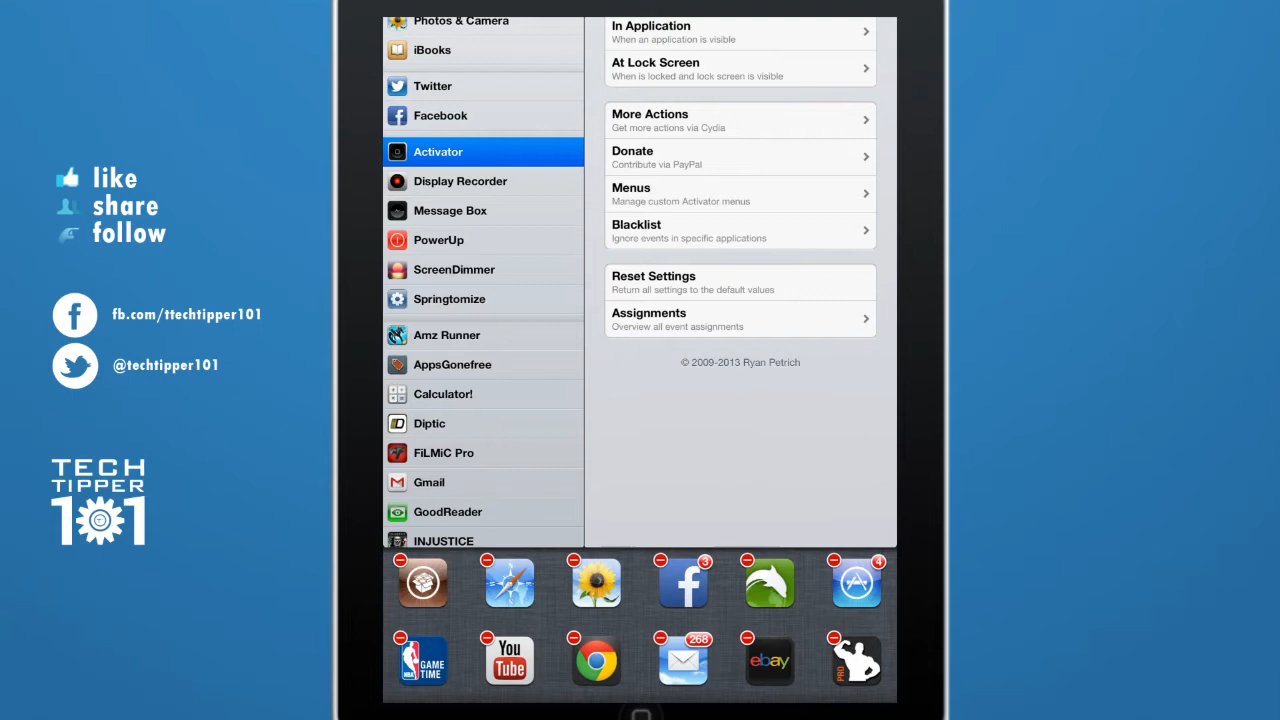 like
share
follow
fb.com/ttechtipper101
@techtipper101
TECH
TIPPER
101
Photos & Camera
iBooks
Twitter
Facebook
Activator
Display Recorder
Message Box
PowerUp
ScreenDimmer
Springtomize
Amz Runner
AppsGonefree
Calculator!
Diptic
FiLMiC Pro
Gmail
GoodReader
INJUSTICE
In Application
When an application is visible
At Lock Screen
When is locked and lock screen is visible
More Actions
Get more actions via Cydia
Donate
Contribute via PayPal
Menus
Manage custom Activator menus
Blacklist
Ignore events in specific applications
Reset Settings
Return all settings to the default values
Assignments
Overview all event assignments
© 2009-2013 Ryan Petrich
3
4
NBA
GAME
TIME
You
Tube
268
ebay
PRO